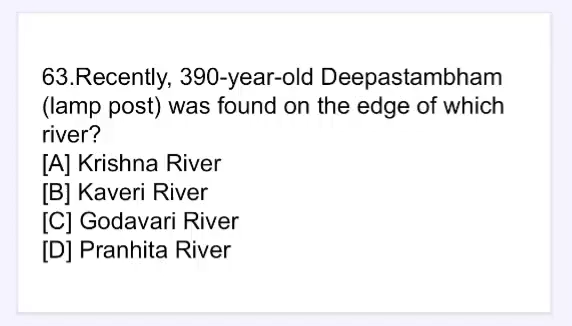 63.Recently, 390-year-old Deepastambham
(lamp post) was found on the edge of which
river?
[A] Krishna River
[B] Kaveri River
[C] Godavari River
[D] Pranhita River